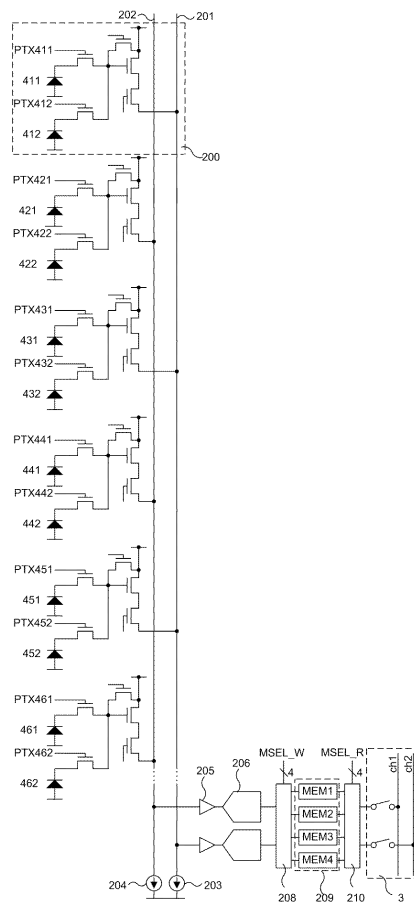 202 201
PTX411
411
PTX412
412
200
PTX421
421
PTX422
422
PTX431
431
PTX432
432
PTX441
441
PTX442
442
PTX451
451
PTX452
452
PTX461
461
PTX462
462
205 206
MSEL_W MSEL_R
4 4
ch1
ch2
MEM1
MEM2
MEM3
MEM4
204 203
208 209 210 3